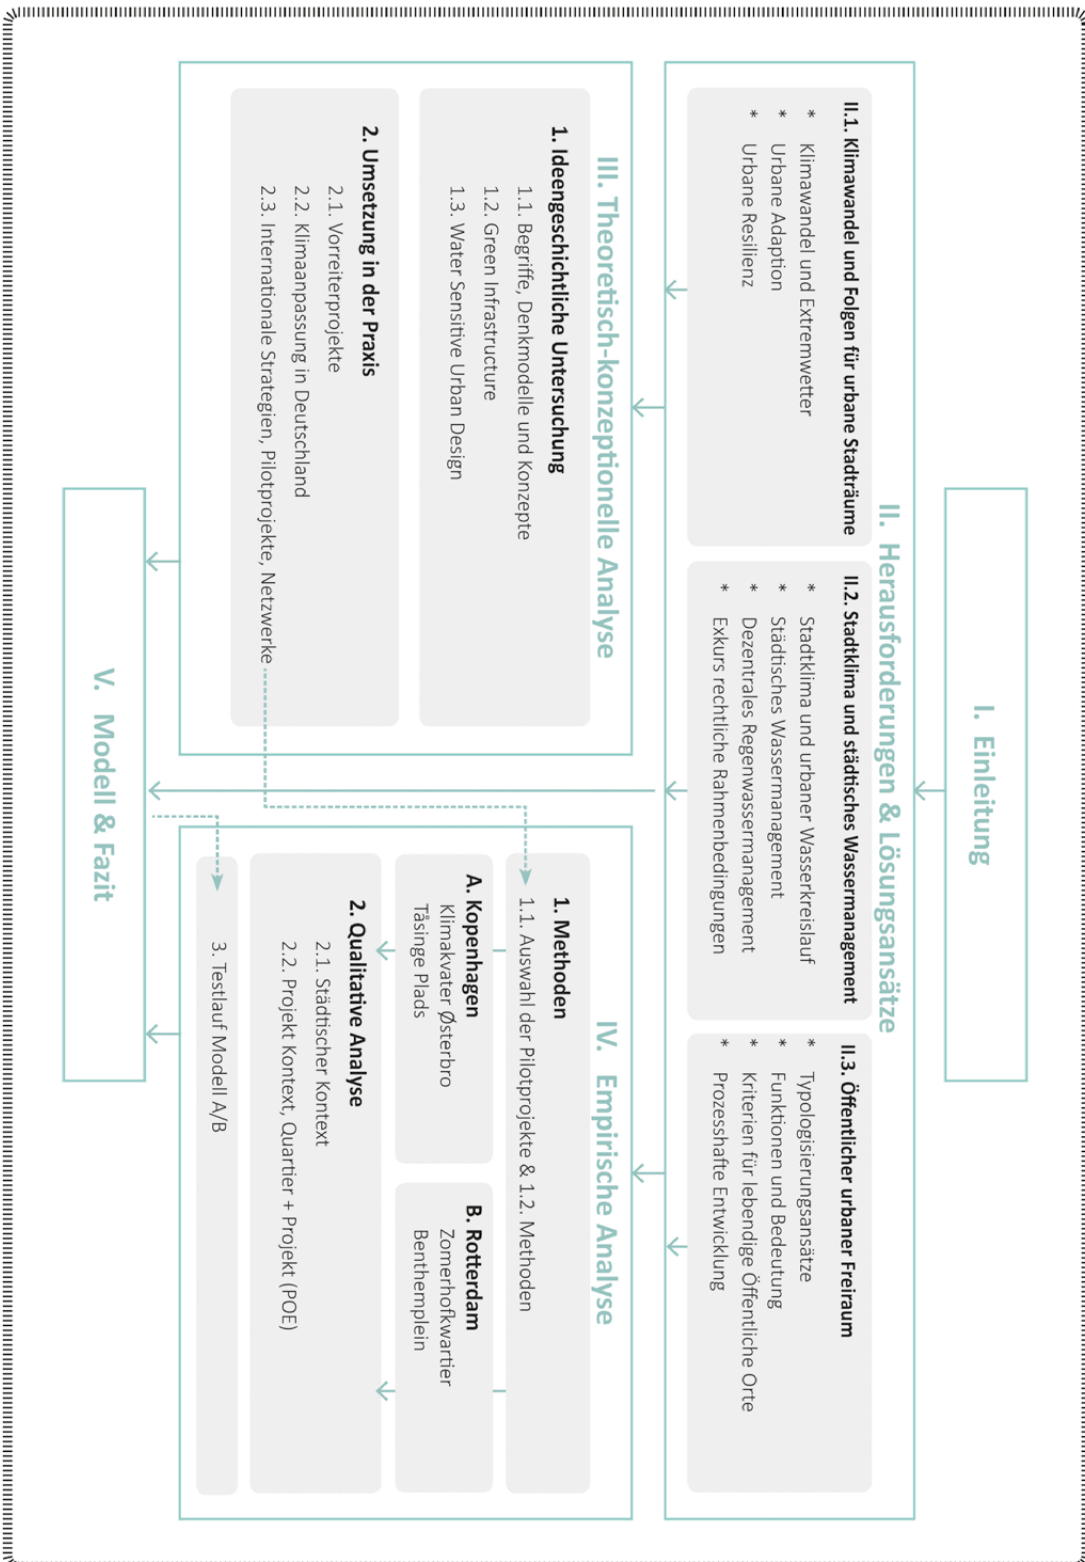 I. Einleitung
II. Herausforderungen & Lösungsansätze
II.1. Klimawandel und Folgen für urbane Stadträume
* Klimawandel und Extremwetter
* Urbane Adaption
* Urbane Resilienz
II.2. Stadtklima und städtisches Wassermanagement
* Stadtklima und urbaner Wasserkreislauf
* Städtisches Wassermanagement
* Dezentrales Regenwassermanagement
* Exkurs rechtliche Rahmenbedingungen
II.3. Öffentlicher urbaner Freiraum
* Typologisierungsansätze
* Funktionen und Bedeutung
* Kriterien für lebendige Öffentliche Orte
* Prozesshafte Entwicklung
III. Theoretisch-konzeptionelle Analyse
1. Ideengeschichtliche Untersuchung
1.1. Begriffe, Denkmodelle und Konzepte
1.2. Green Infrastructure
1.3. Water Sensitive Urban Design
2. Umsetzung in der Praxis
2.1. Vorreiterprojekte
2.2. Klimaanpassung in Deutschland
2.3. Internationale Strategien, Pilotprojekte, Netzwerke
IV. Empirische Analyse
1. Methoden
1.1. Auswahl der Pilotprojekte & 1.2. Methoden
A. Kopenhagen
Klimakvater Østerbro
Tåsinge Plads
B. Rotterdam
Zomerhofkwartier
Benthemplein
2. Qualitative Analyse
2.1. Städtischer Kontext
2.2. Projekt Kontext, Quartier + Projekt (POE)
3. Testlauf Modell A/B
V. Modell & Fazit